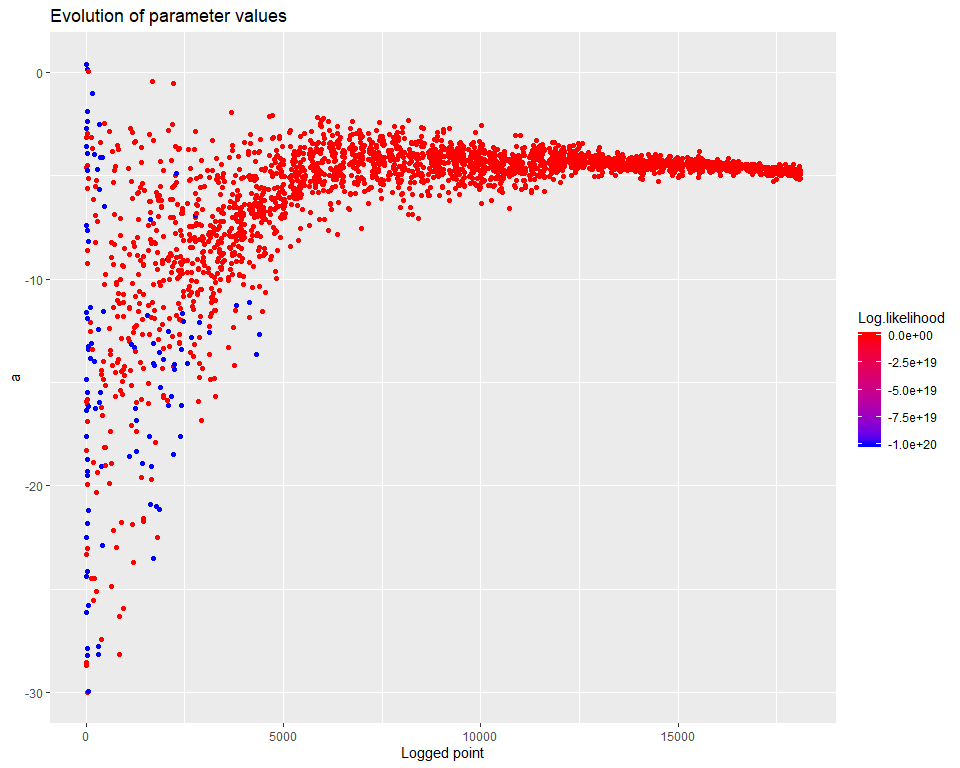 Evolution of parameter values
a
0
-10
-20
-30
0
5000
10000
15000
Logged point
Log.likelihood
0.0e+00
-2.5e+19
-5.0e+19
-7.5e+19
-1.0e+20